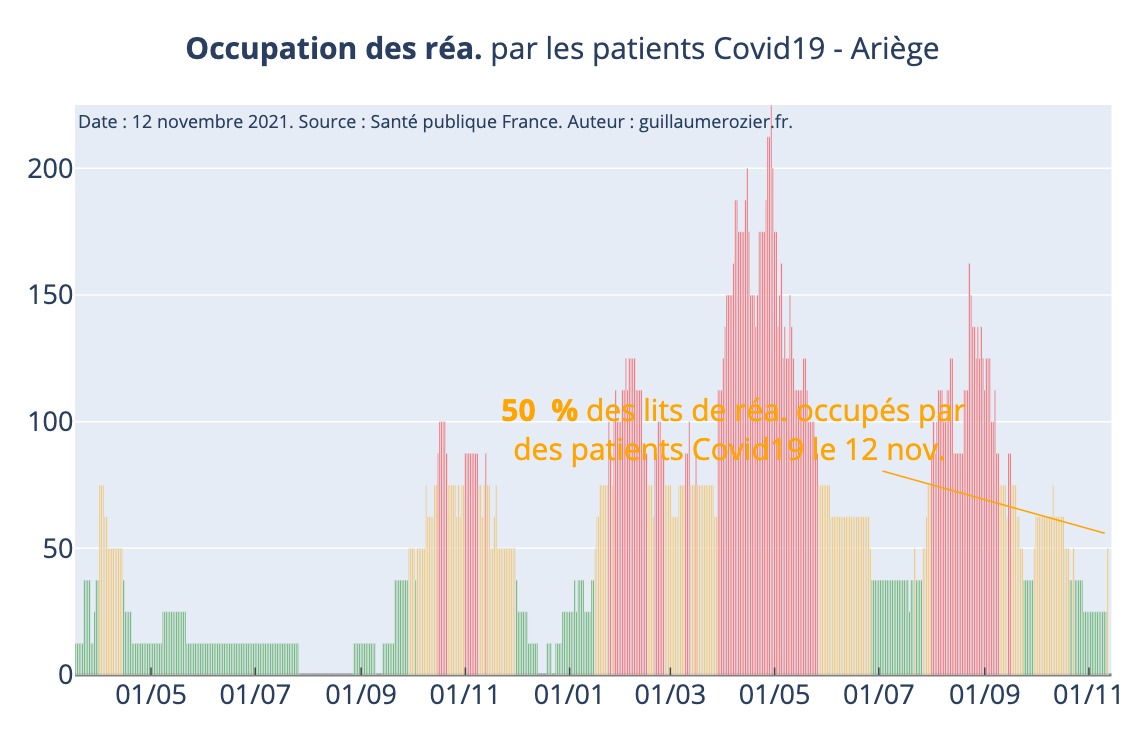 Occupation des réa. par les patients Covid19 - Ariège
Date : 12 novembre 2021. Source : Santé publique France. Auteur : guillaumerozier.fr.
200
150
100
50
0
50 % des lits de réa. occupés par
des patients Covid19 le 12 nov.
01/05 01/07 01/09 01/11 01/01 01/03 01/05 01/07 01/09 01/11